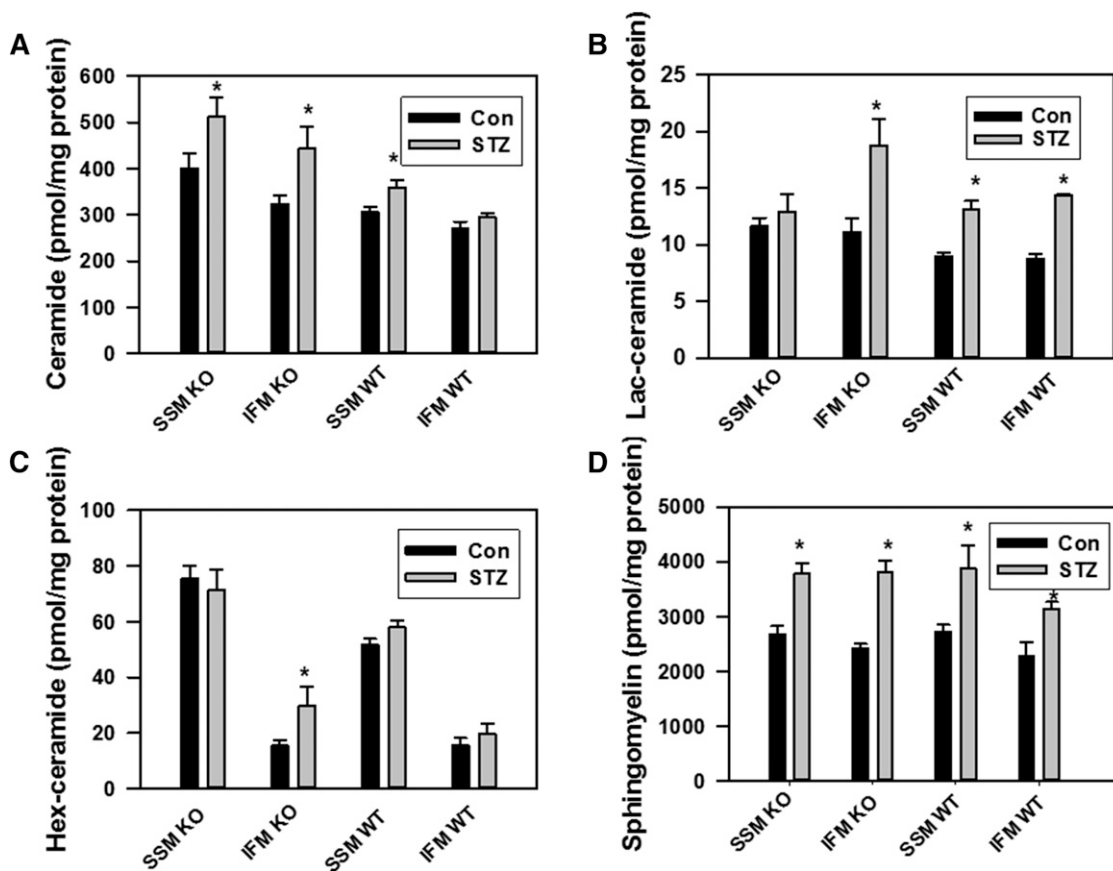 A
Ceramide (pmol/mg protein)
600
500
400
300
200
100
0
*
*
*
Con
STZ
SSM KO
IFM KO
SSM WT
IFM WT
B
Lac-ceramide (pmol/mg protein)
25
20
15
10
5
0
*
*
*
Con
STZ
SSM KO
IFM KO
SSM WT
IFM WT
C
Hex-ceramide (pmol/mg protein)
100
80
60
40
20
0
*
Con
STZ
SSM KO
IFM KO
SSM WT
IFM WT
D
Sphingomyelin (pmol/mg protein)
5000
4000
3000
2000
1000
0
*
*
*
*
Con
STZ
SSM KO
IFM KO
SSM WT
IFM WT